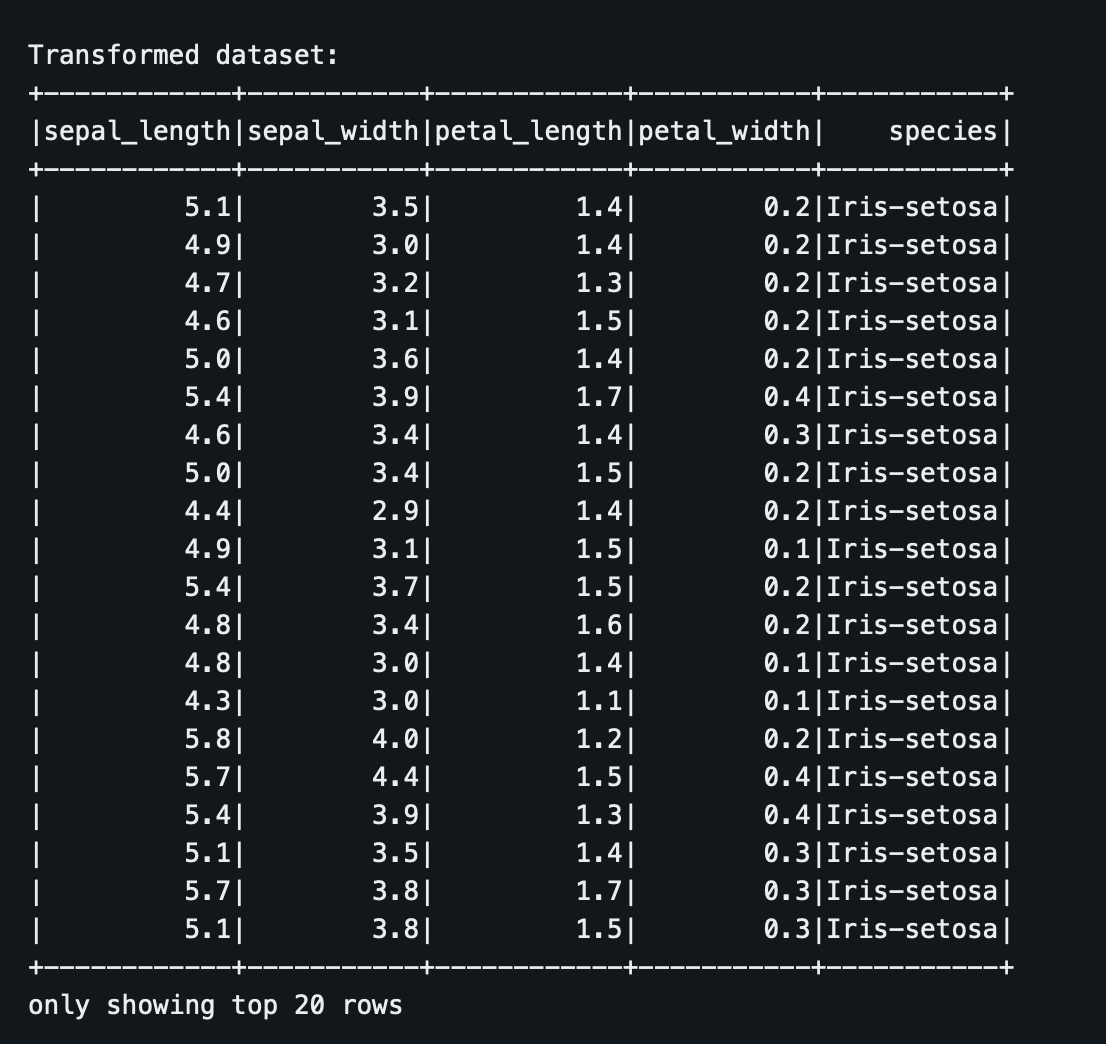 Transformed dataset:
+------------+-----------+------------+-----------+-----------+
|sepal_length|sepal_width|petal_length|petal_width|    species|
+------------+-----------+------------+-----------+-----------+
|         5.1|        3.5|         1.4|        0.2|Iris-setosa|
|         4.9|        3.0|         1.4|        0.2|Iris-setosa|
|         4.7|        3.2|         1.3|        0.2|Iris-setosa|
|         4.6|        3.1|         1.5|        0.2|Iris-setosa|
|         5.0|        3.6|         1.4|        0.2|Iris-setosa|
|         5.4|        3.9|         1.7|        0.4|Iris-setosa|
|         4.6|        3.4|         1.4|        0.3|Iris-setosa|
|         5.0|        3.4|         1.5|        0.2|Iris-setosa|
|         4.4|        2.9|         1.4|        0.2|Iris-setosa|
|         4.9|        3.1|         1.5|        0.1|Iris-setosa|
|         5.4|        3.7|         1.5|        0.2|Iris-setosa|
|         4.8|        3.4|         1.6|        0.2|Iris-setosa|
|         4.8|        3.0|         1.4|        0.1|Iris-setosa|
|         4.3|        3.0|         1.1|        0.1|Iris-setosa|
|         5.8|        4.0|         1.2|        0.2|Iris-setosa|
|         5.7|        4.4|         1.5|        0.4|Iris-setosa|
|         5.4|        3.9|         1.3|        0.4|Iris-setosa|
|         5.1|        3.5|         1.4|        0.3|Iris-setosa|
|         5.7|        3.8|         1.7|        0.3|Iris-setosa|
|         5.1|        3.8|         1.5|        0.3|Iris-setosa|
+------------+-----------+------------+-----------+-----------+
only showing top 20 rows